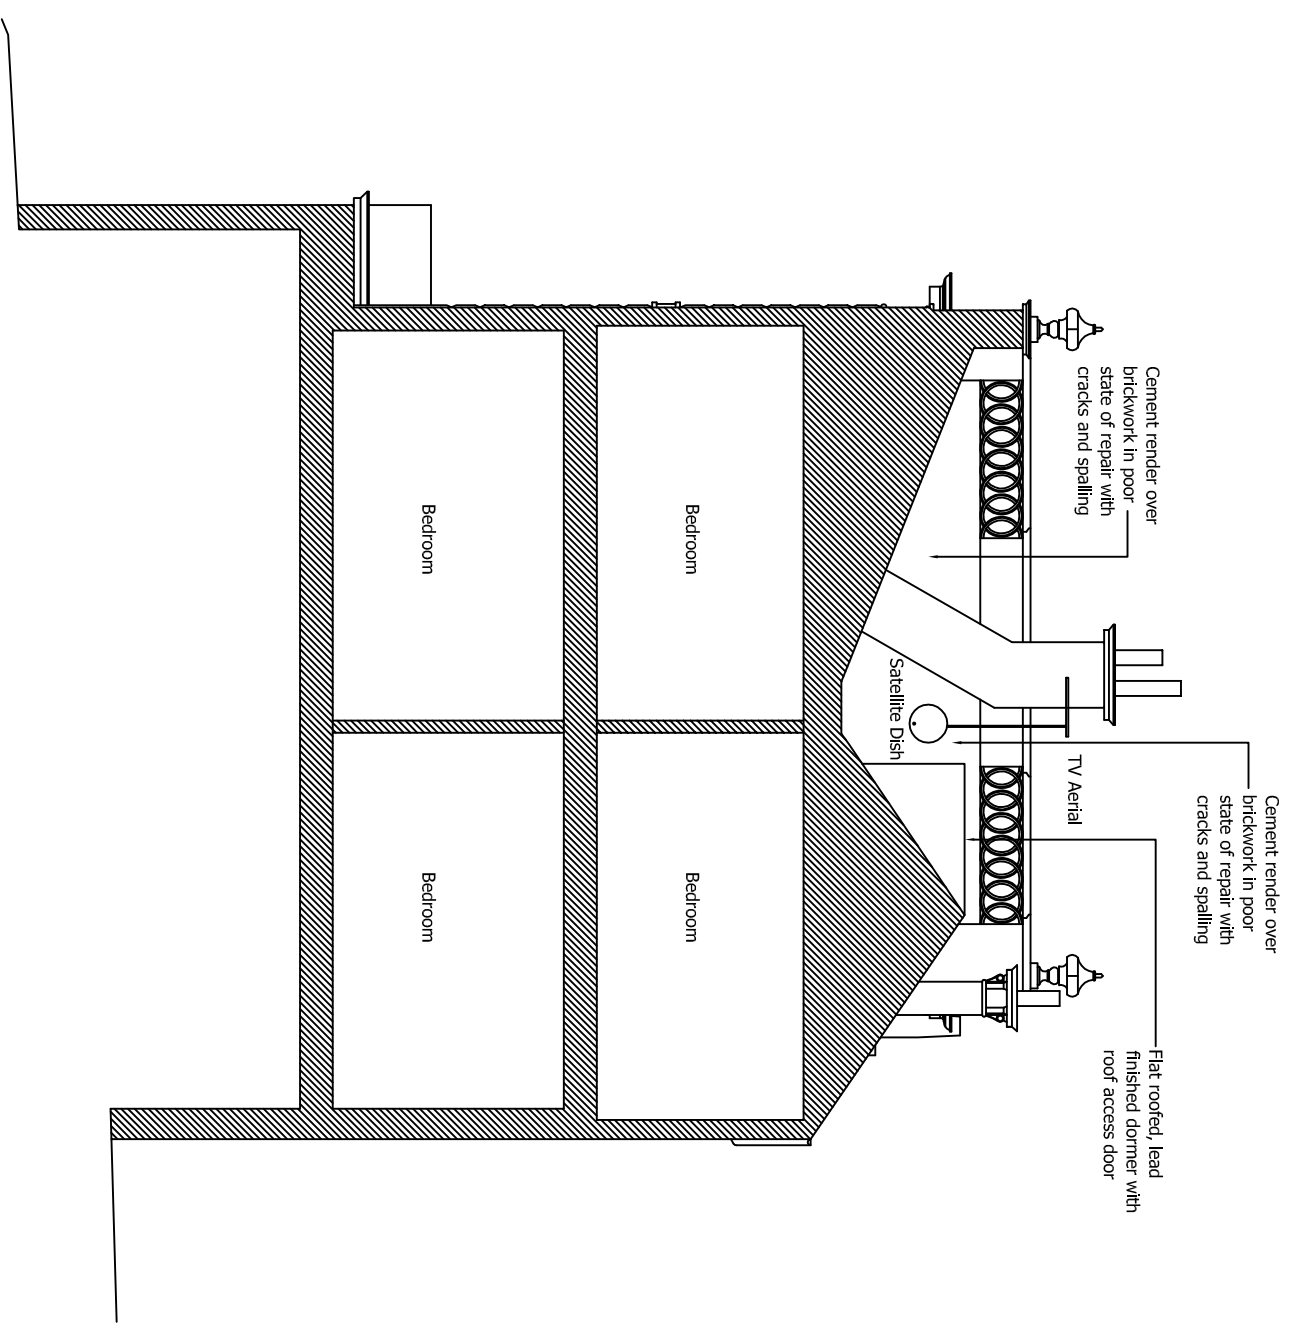 Cement render over
brickwork in poor
state of repair with
cracks and spalling
Cement render over
brickwork in poor
state of repair with
cracks and spalling
Flat roofed, lead
finished dormer with
roof access door
TV Aerial
Satellite Dish
Bedroom
Bedroom
Bedroom
Bedroom